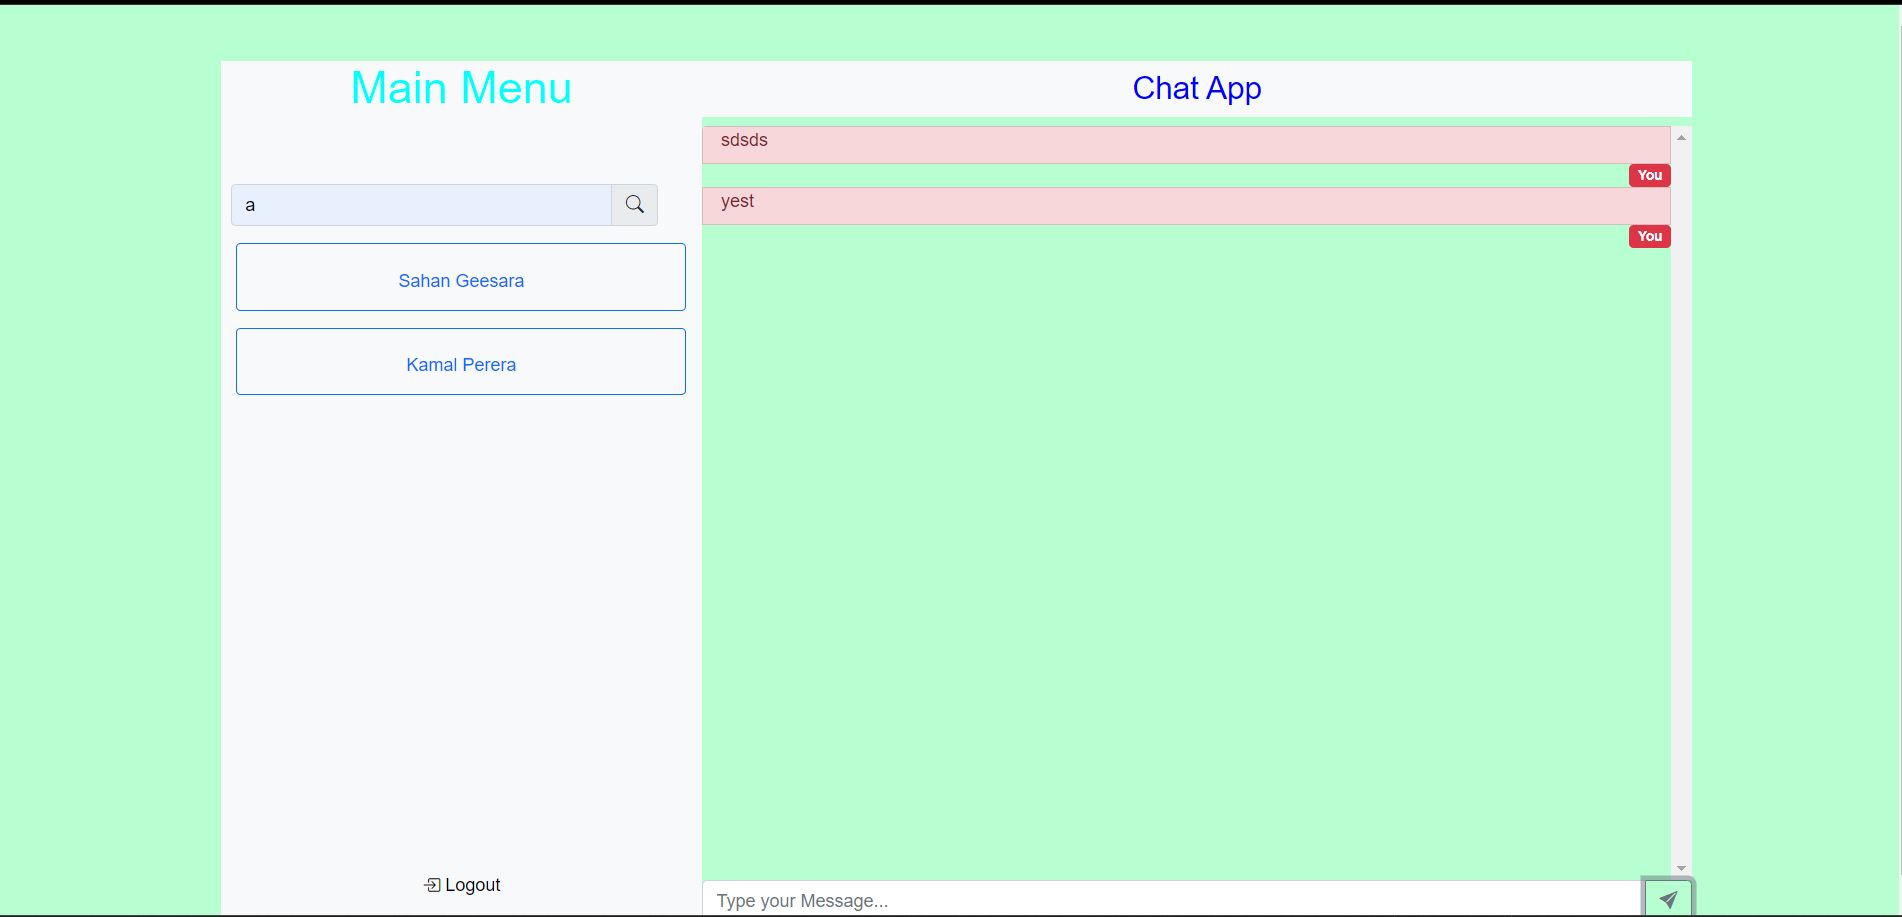 Main Menu
Chat App
a
Sahan Geesara
Kamal Perera
Logout
sdsds
You
yest
You
Type your Message...